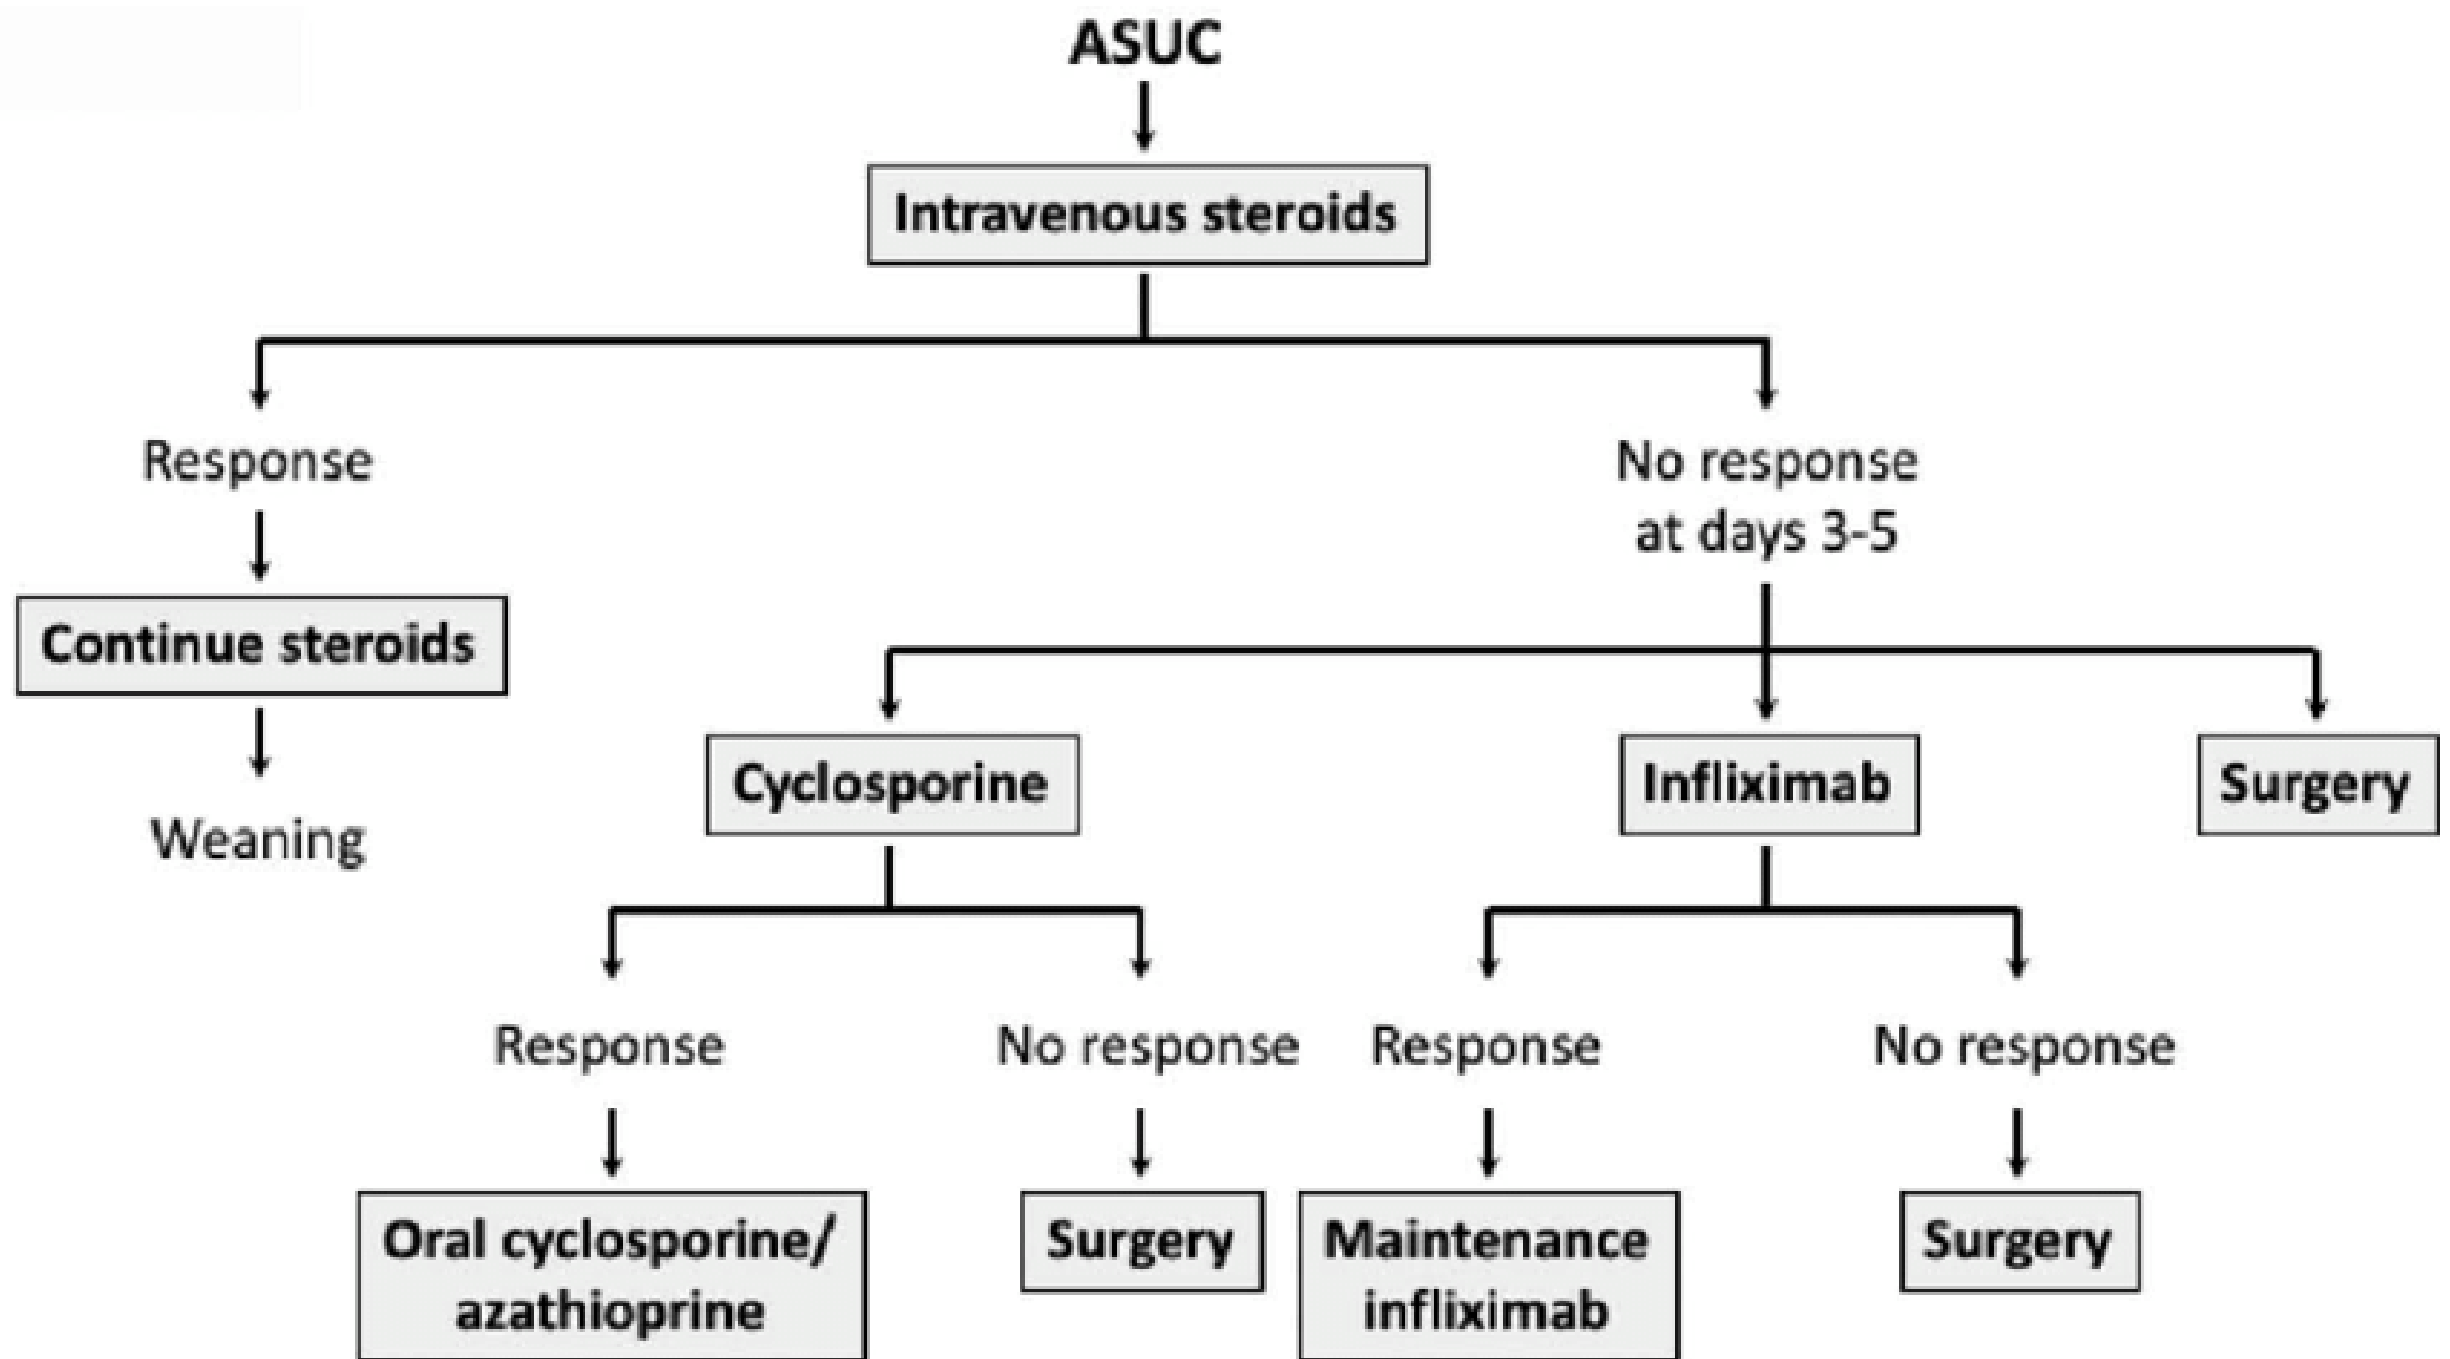 ASUC
Intravenous steroids
Response
No response
at days 3-5
Continue steroids
Weaning
Cyclosporine
Infliximab
Surgery
Response
No response
Response
No response
Oral cyclosporine/
azathioprine
Surgery
Maintenance
infliximab
Surgery